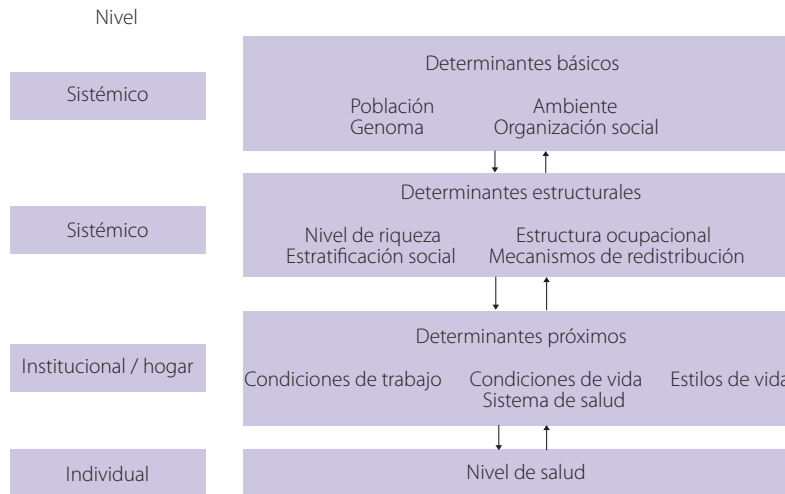 Nivel
Sistémico
Determinantes básicos
Población Ambiente
Genoma Organización social
Sistémico
Determinantes estructurales
Nivel de riqueza Estructura ocupacional
Estratificación social Mecanismos de redistribución
Institucional / hogar
Determinantes próximos
Condiciones de trabajo Condiciones de vida Estilos de vida
Sistema de salud
Individual
Nivel de salud